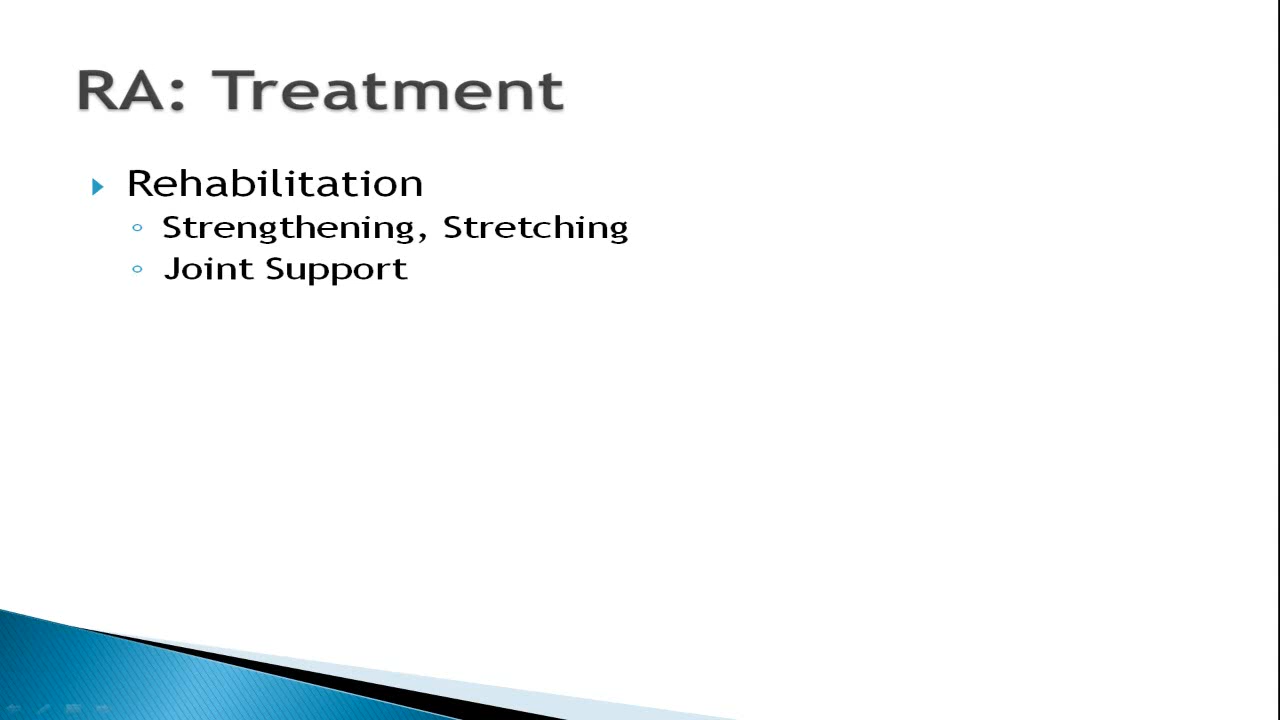 RA: Treatment
Rehabilitation
Strengthening, Stretching
Joint Support